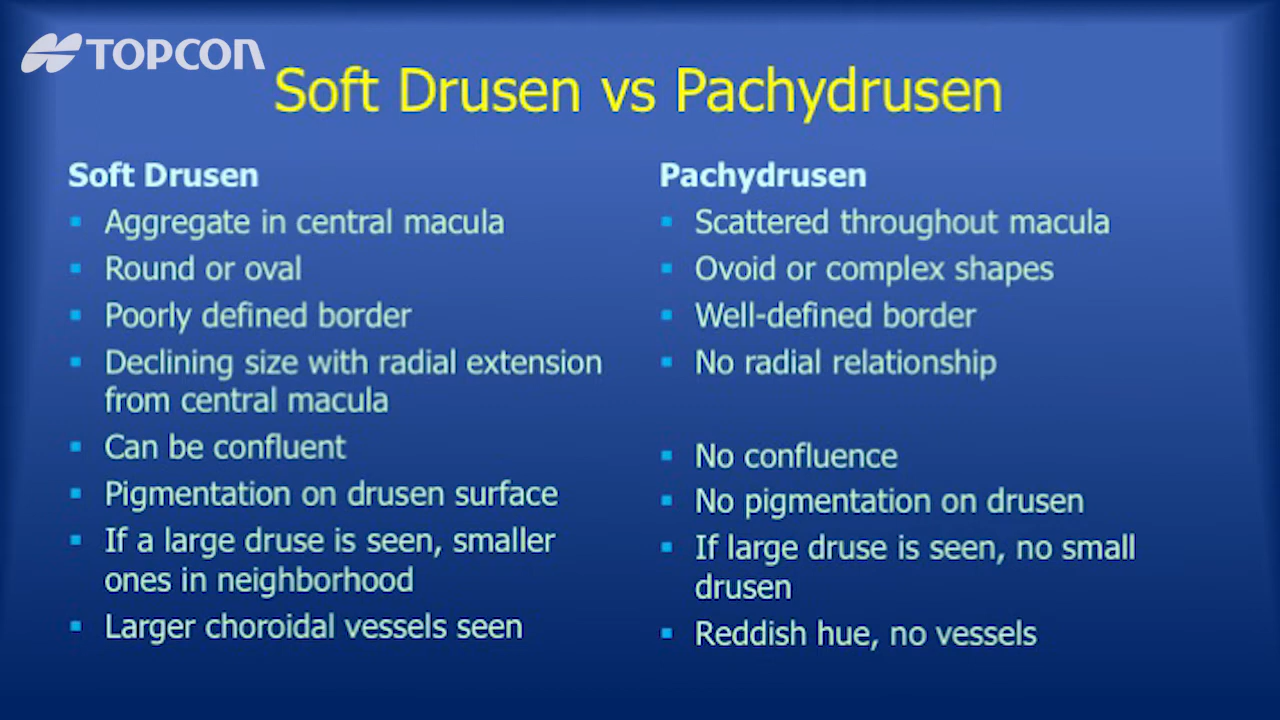 TOPCON
Soft Drusen vs Pachydrusen
Soft Drusen
▪ Aggregate in central macula
▪ Round or oval
▪ Poorly defined border
▪ Declining size with radial extension
from central macula
▪ Can be confluent
▪ Pigmentation on drusen surface
▪ If a large druse is seen, smaller
ones in neighborhood
▪ Larger choroidal vessels seen
Pachydrusen
▪ Scattered throughout macula
▪ Ovoid or complex shapes
▪ Well-defined border
▪ No radial relationship
▪ No confluence
▪ No pigmentation on drusen
▪ If large druse is seen, no small
drusen
▪ Reddish hue, no vessels